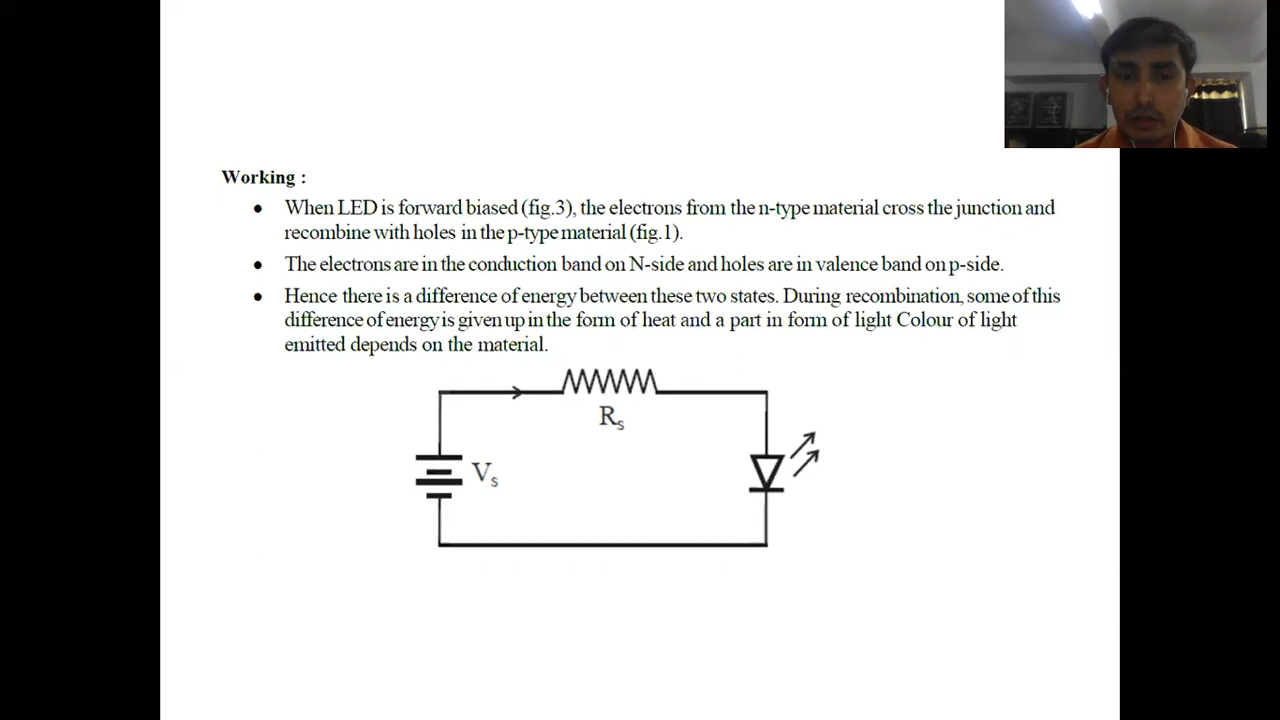 Working :
• When LED is forward biased (fig.3), the electrons from the n-type material cross the junction and
recombine with holes in the p-type material (fig.1).
• The electrons are in the conduction band on N-side and holes are in valence band on p-side.
• Hence there is a difference of energy between these two states. During recombination, some of this
difference of energy is given up in the form of heat and a part in form of light Colour of light
emitted depends on the material.
Rs
Vs